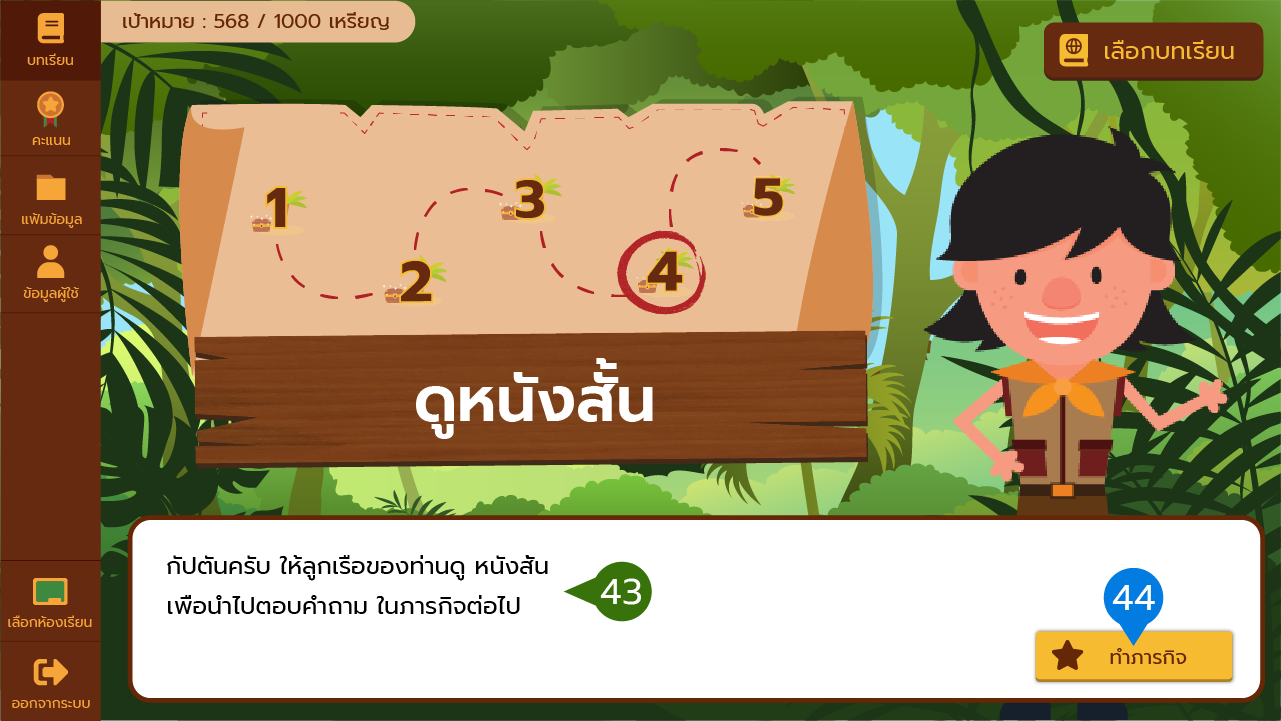 เป้าหมาย : 568 / 1000 เหรียญ
บทเรียน
คะแนน
แฟ้มข้อมูล
ข้อมูลผู้ใช้
เลือกห้องเรียน
ออกจากระบบ
เลือกบทเรียน
1
2
3
4
5
ดูหนังสั้น
กัปตันครับ ให้ลูกเรือของท่านดู หนังสั้น
เพื่อนำไปตอบคำถาม ในภารกิจต่อไป
43
44
ทำภารกิจ